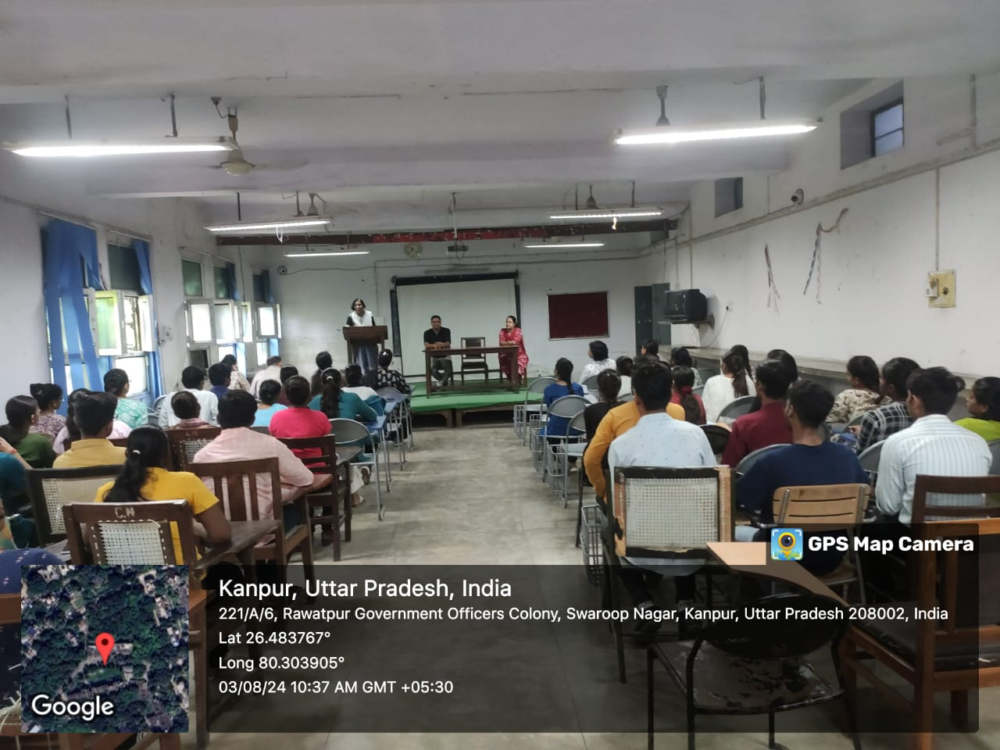 C.N
GPS Map Camera
Kanpur, Uttar Pradesh, India
221/A/6, Rawatpur Government Officers Colony, Swaroop Nagar, Kanpur, Uttar Pradesh 208002, India
Lat 26.483767°
Long 80.303905°
03/08/24 10:37 AM GMT +05:30
Google